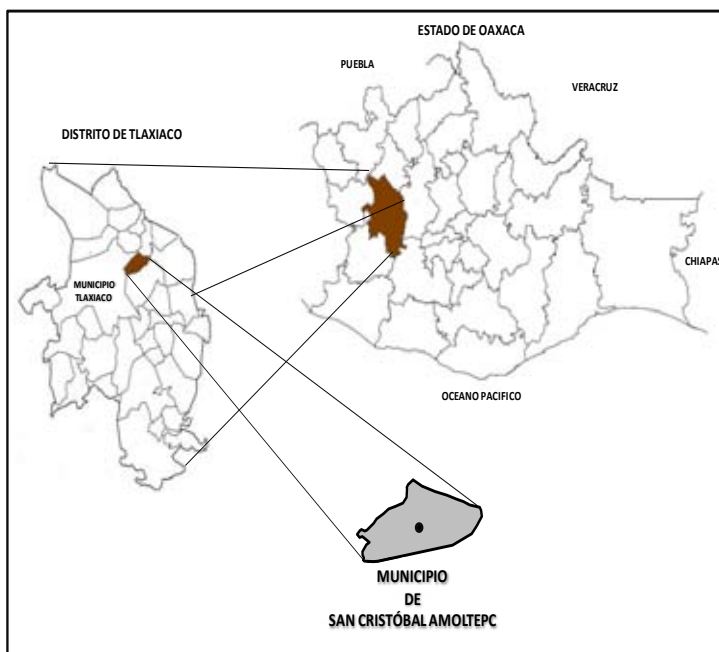 ESTADO DE OAXACA
PUEBLA
VERACRUZ
DISTRITO DE TLAXIACO
MUNICIPIO
TLAXIACO
CHIAPAS
OCEANO PACIFICO
MUNICIPIO
DE
SAN CRISTÓBAL AMOLTEPC